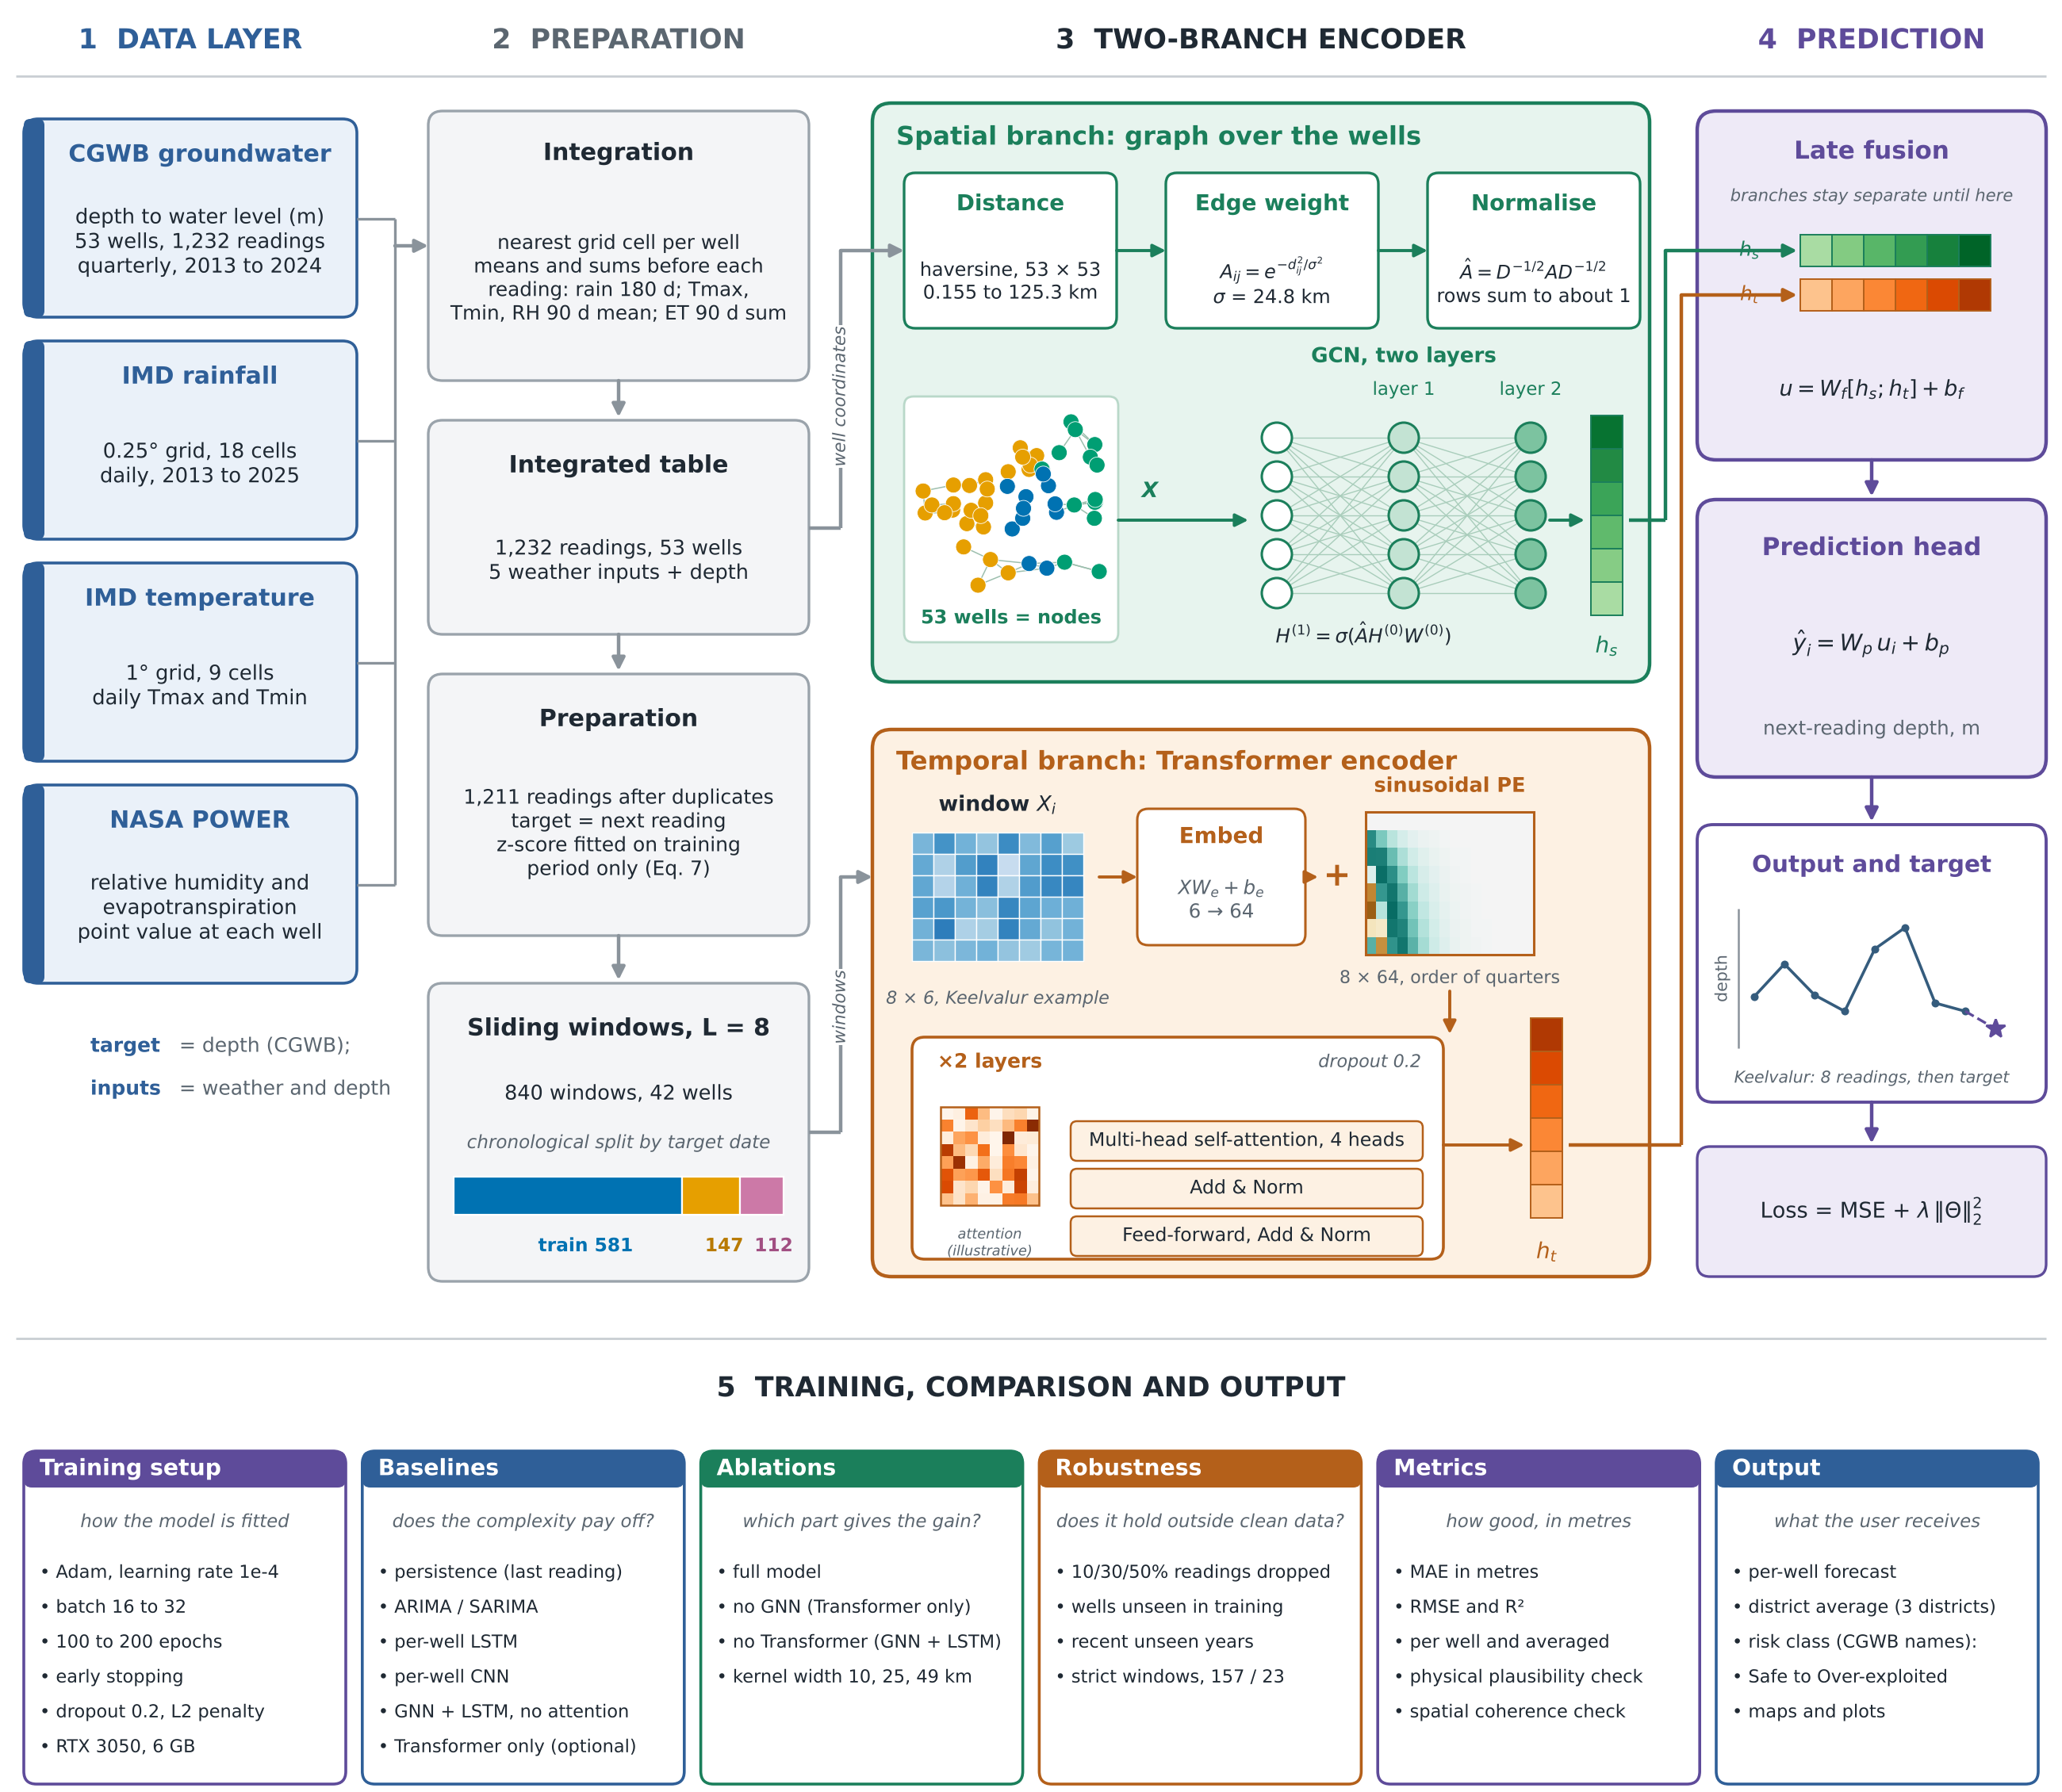 1 DATA LAYER
2 PREPARATION
3 TWO-BRANCH ENCODER
4 PREDICTION
CGWB groundwater
depth to water level (m)
53 wells, 1,232 readings
quarterly, 2013 to 2024
IMD rainfall
0.25° grid, 18 cells
daily, 2013 to 2025
IMD temperature
1° grid, 9 cells
daily Tmax and Tmin
NASA POWER
relative humidity and
evapotranspiration
point value at each well
target = depth (CGWB);
inputs = weather and depth
Integration
nearest grid cell per well
means and sums before each
reading: rain 180 d; Tmax,
Tmin, RH 90 d mean; ET 90 d sum
Integrated table
1,232 readings, 53 wells
5 weather inputs + depth
Preparation
1,211 readings after duplicates
target = next reading
z-score fitted on training
period only (Eq. 7)
Sliding windows, L = 8
840 windows, 42 wells
chronological split by target date
train 581 147 112
well coordinates
windows
Spatial branch: graph over the wells
Distance
haversine, 53 × 53
0.155 to 125.3 km
Edge weight
$A_{ij} = e^{-d_{ij}^2/\sigma^2}$
σ = 24.8 km
Normalise
$\hat{A} = D^{-1/2}AD^{-1/2}$
rows sum to about 1
GCN, two layers
layer 1 layer 2
X
53 wells = nodes
$H^{(1)} = \sigma(\hat{A}H^{(0)}W^{(0)})$
$h_s$
Temporal branch: Transformer encoder
sinusoidal PE
window $X_i$
Embed
$XW_e + b_e$
6 → 64
+
8 × 6, Keelvalur example
8 × 64, order of quarters
×2 layers
dropout 0.2
Multi-head self-attention, 4 heads
Add & Norm
Feed-forward, Add & Norm
attention
(illustrative)
$h_t$
Late fusion
branches stay separate until here
$h_s$
$h_t$
$u = W_f[h_s; h_t] + b_f$
Prediction head
$\hat{y}_i = W_p u_i + b_p$
next-reading depth, m
Output and target
depth
Keelvalur: 8 readings, then target
Loss = MSE + $\lambda \|\Theta\|_2^2$
5 TRAINING, COMPARISON AND OUTPUT
Training setup
how the model is fitted
• Adam, learning rate 1e-4
• batch 16 to 32
• 100 to 200 epochs
• early stopping
• dropout 0.2, L2 penalty
• RTX 3050, 6 GB
Baselines
does the complexity pay off?
• persistence (last reading)
• ARIMA / SARIMA
• per-well LSTM
• per-well CNN
• GNN + LSTM, no attention
• Transformer only (optional)
Ablations
which part gives the gain?
• full model
• no GNN (Transformer only)
• no Transformer (GNN + LSTM)
• kernel width 10, 25, 49 km
Robustness
does it hold outside clean data?
• 10/30/50% readings dropped
• wells unseen in training
• recent unseen years
• strict windows, 157 / 23
Metrics
how good, in metres
• MAE in metres
• RMSE and R²
• per well and averaged
• physical plausibility check
• spatial coherence check
Output
what the user receives
• per-well forecast
• district average (3 districts)
• risk class (CGWB names):
• Safe to Over-exploited
• maps and plots